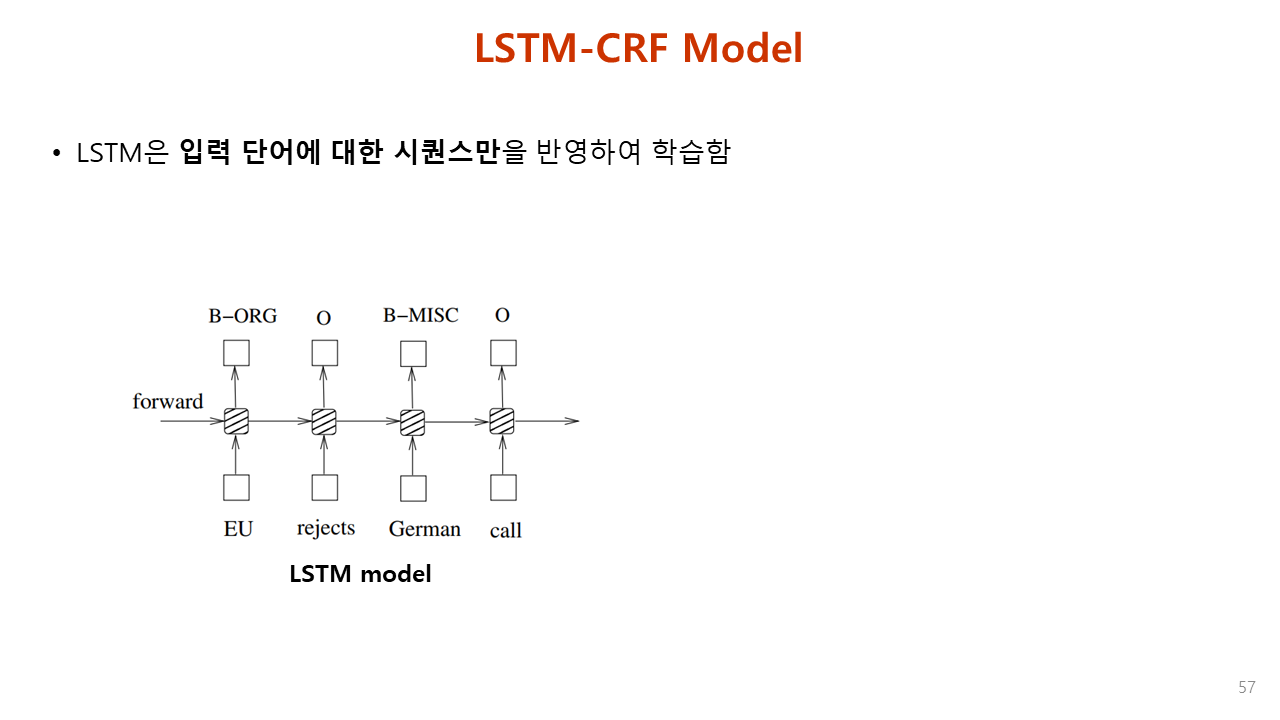 LSTM-CRF Model
• LSTM은 입력 단어에 대한 시퀀스만을 반영하여 학습함
B−ORG O B−MISC O
forward
EU rejects German call
LSTM model
57